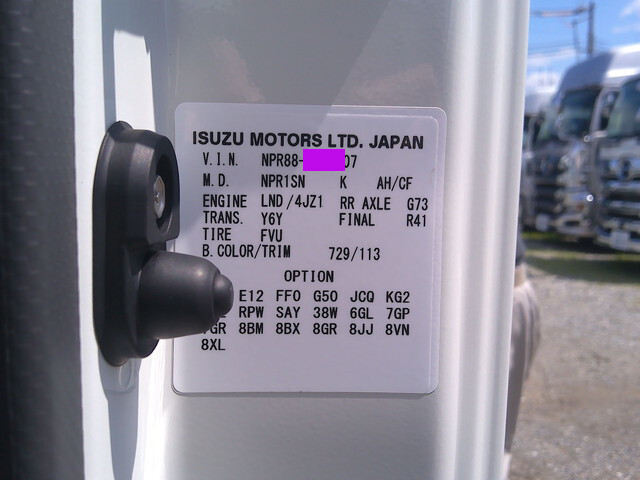 ISUZU MOTORS LTD. JAPAN
V.I.N. NPR88- 07
M.D. NPR1SN K AH/CF
ENGINE LND/4JZ1 RR AXLE G73
TRANS. Y6Y FINAL R41
TIRE FVU
B.COLOR/TRIM 729/113
OPTION
E12 FF0 G50 JCQ KG2
RPW SAY 38W 6GL 7GP
8BM 8BX 8GR 8JJ 8VN
8XL